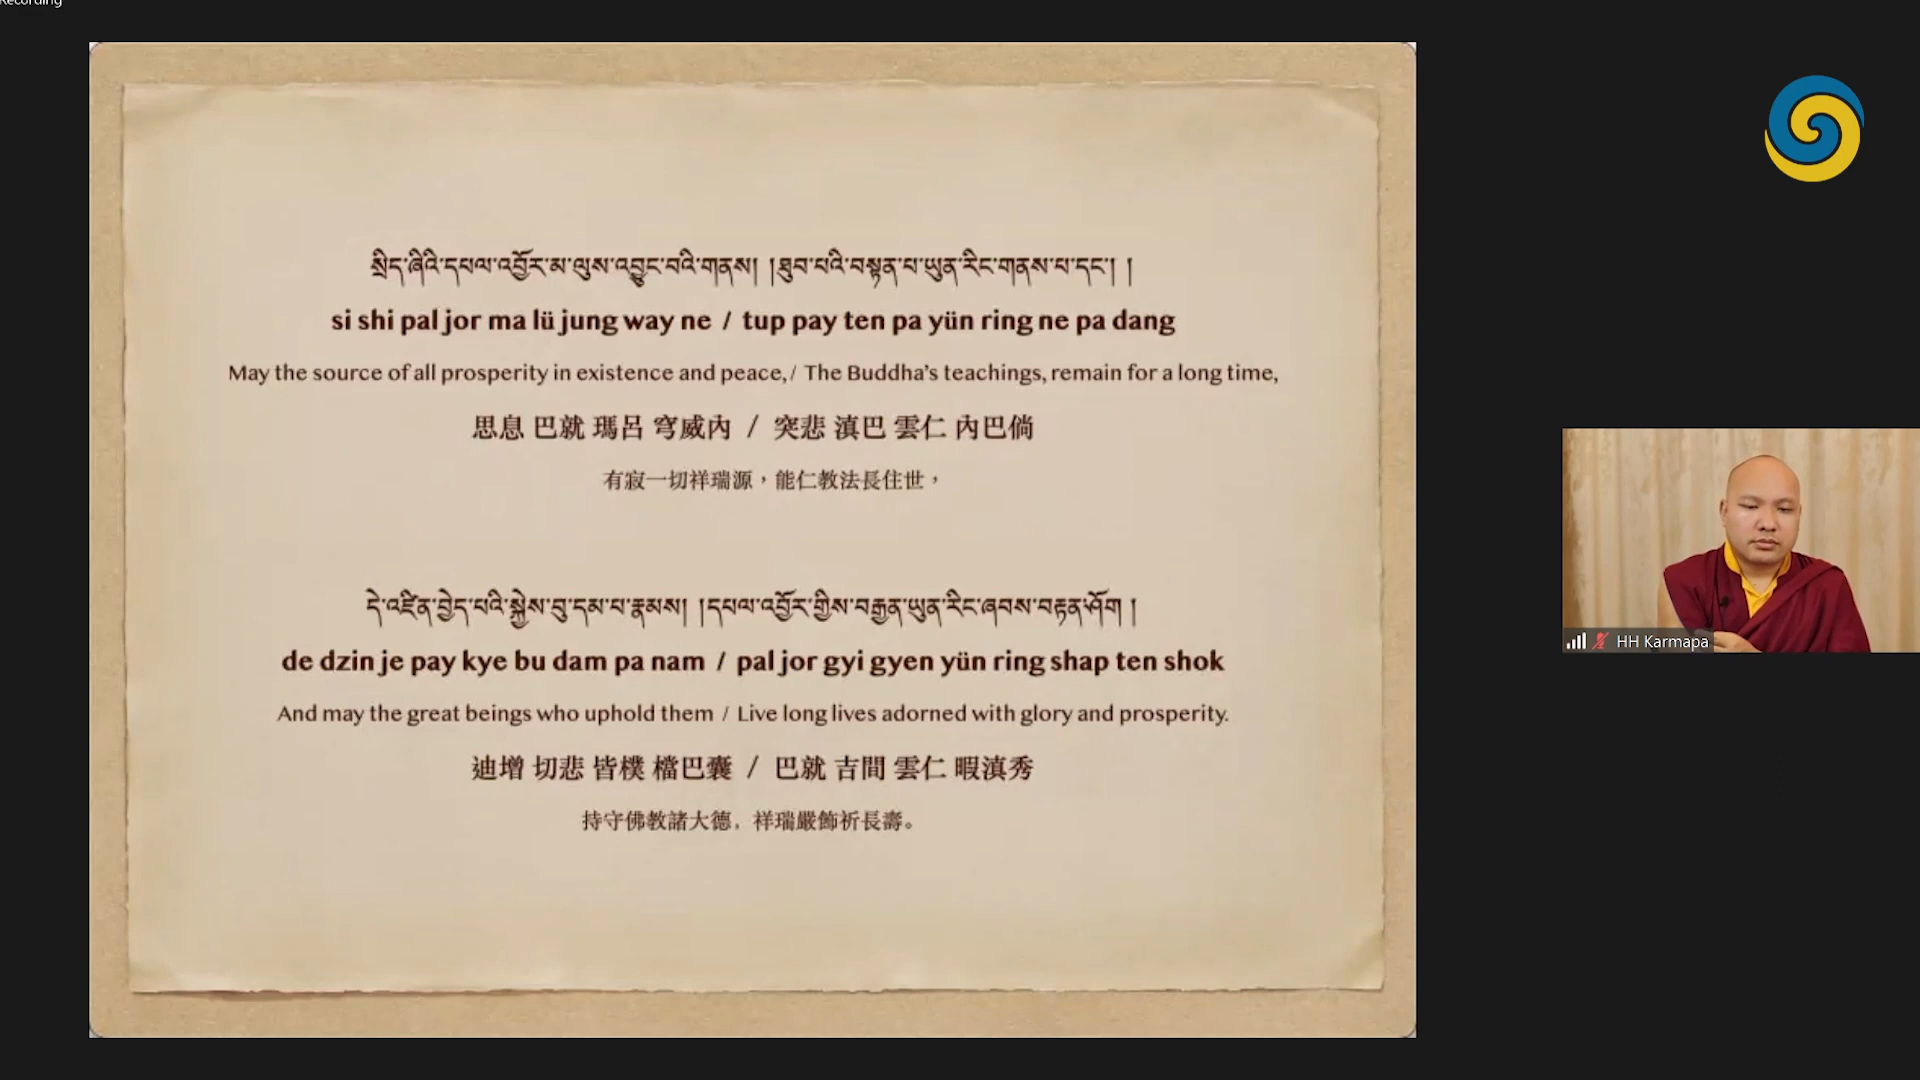 Recording
སྲིད་ཞིའི་དཔལ་འབྱོར་མ་ལུས་འབྱུང་བའི་གནས། །ཐུབ་པའི་བསྟན་པ་ཡུན་རིང་གནས་པ་དང་། །
si shi pal jor ma lü jung way ne / tup pay ten pa yün ring ne pa dang
May the source of all prosperity in existence and peace, / The Buddha’s teachings, remain for a long time,
思息 巴就 瑪呂 穹威內 / 突悲 滇巴 雲仁 內巴倘
有寂一切祥瑞源，能仁教法長住世，
དེ་འཛིན་བྱེད་པའི་སྐྱེས་བུ་དམ་པ་རྣམས། །དཔལ་འབྱོར་གྱིས་བརྒྱན་ཡུན་རིང་ཞབས་བརྟན་ཤོག །
de dzin je pay kye bu dam pa nam / pal jor gyi gyen yün ring shap ten shok
And may the great beings who uphold them / Live long lives adorned with glory and prosperity.
迪增 切悲 皆樸 檔巴囊 / 巴就 吉間 雲仁 暇滇秀
持守佛教諸大德，祥瑞嚴飾祈長壽。
HH Karmapa